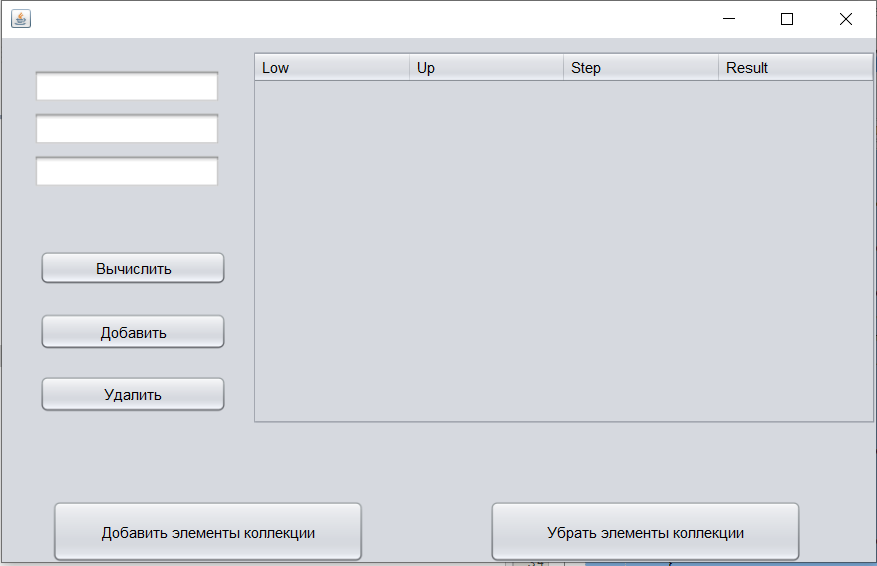 Low Up Step Result
Вычислить
Добавить
Удалить
Добавить элементы коллекции
Убрать элементы коллекции